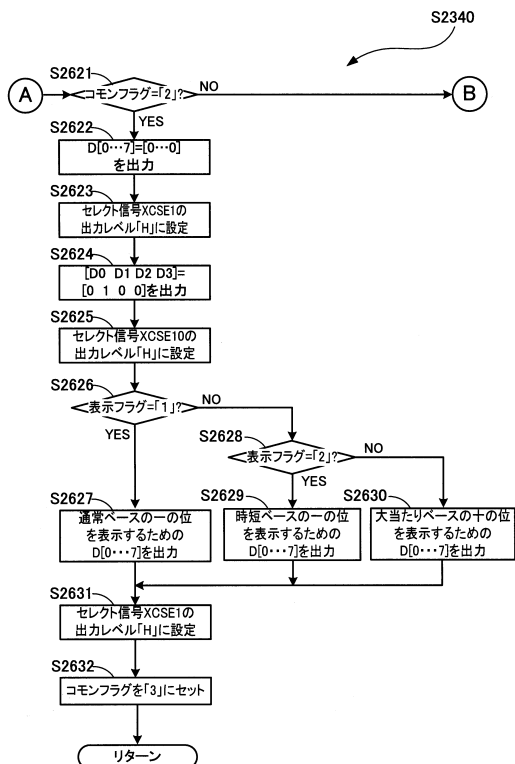 S2340
S2621
A
コモンフラグ=「2」?
NO
B
YES
S2622
D[0···7]=[0···0]
を出力
S2623
セレクト信号XCSE1の
出力レベル「H」に設定
S2624
[D0 D1 D2 D3]=
[0 1 0 0]を出力
S2625
セレクト信号XCSE10の
出力レベル「H」に設定
S2626
表示フラグ=「1」?
NO
YES
S2628
表示フラグ=「2」?
NO
YES
S2627
通常ベースの一の位
を表示するための
D[0···7]を出力
S2629
時短ベースの一の位
を表示するための
D[0···7]を出力
S2630
大当たりベースの十の位
を表示するための
D[0···7]を出力
S2631
セレクト信号XCSE1の
出力レベル「H」に設定
S2632
コモンフラグを「3」にセット
リターン